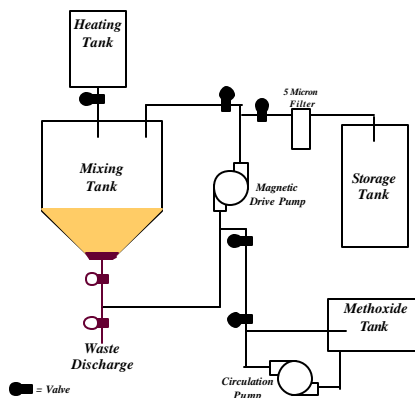 Heating
Tank
5 Micron
Filter
Mixing
Tank
Magnetic
Drive Pump
Storage
Tank
Methoxide
Tank
Waste
Discharge
Circulation
Pump
= Valve